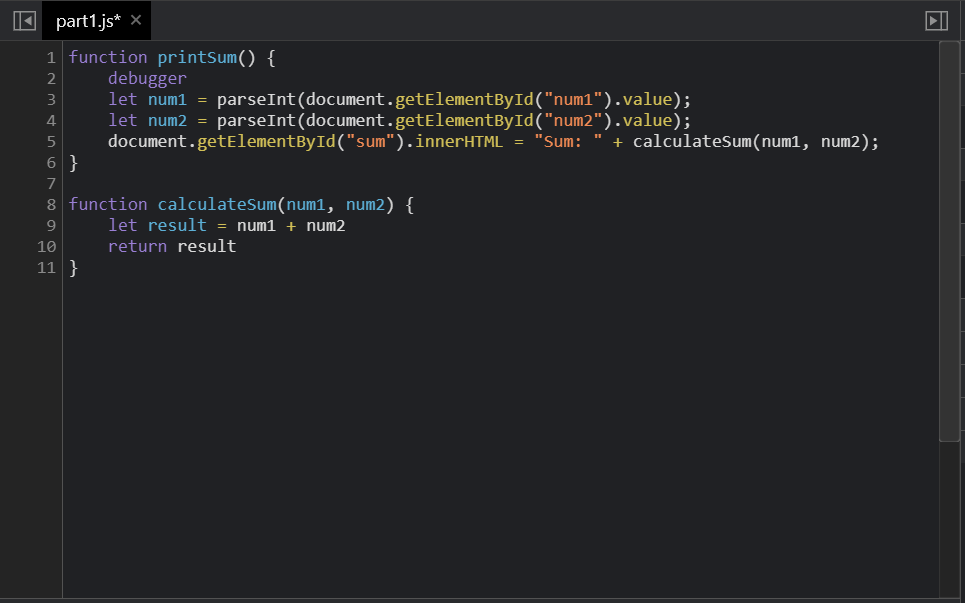 part1.js* ×
1 function printSum() {
2     debugger
3     let num1 = parseInt(document.getElementById("num1").value);
4     let num2 = parseInt(document.getElementById("num2").value);
5     document.getElementById("sum").innerHTML = "Sum: " + calculateSum(num1, num2);
6 }
7
8 function calculateSum(num1, num2) {
9     let result = num1 + num2
10     return result
11 }